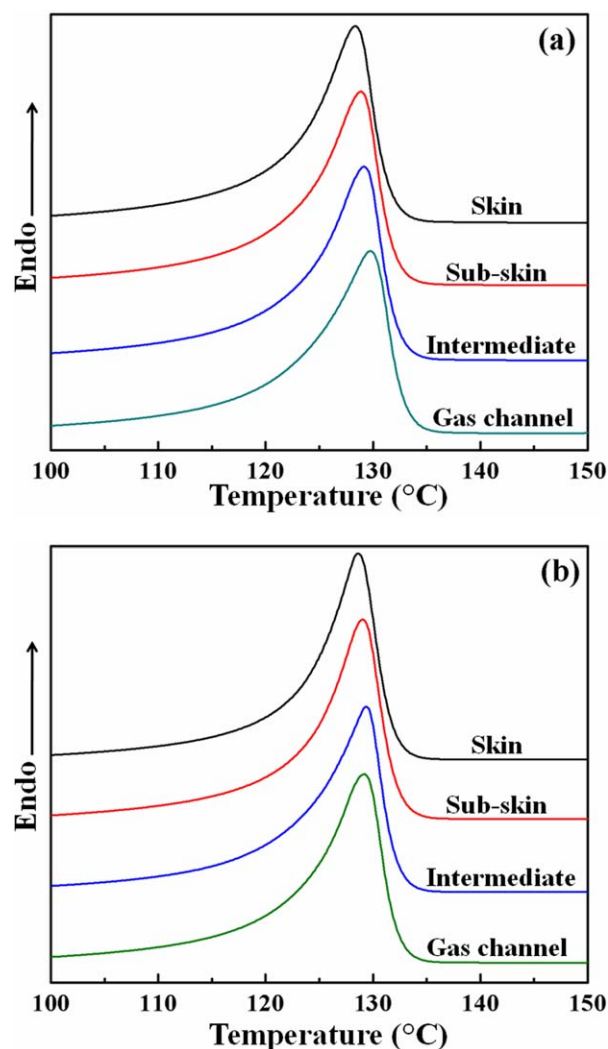 (a)
Endo
Skin
Sub-skin
Intermediate
Gas channel
100 110 120 130 140 150
Temperature (°C)
(b)
Endo
Skin
Sub-skin
Intermediate
Gas channel
100 110 120 130 140 150
Temperature (°C)